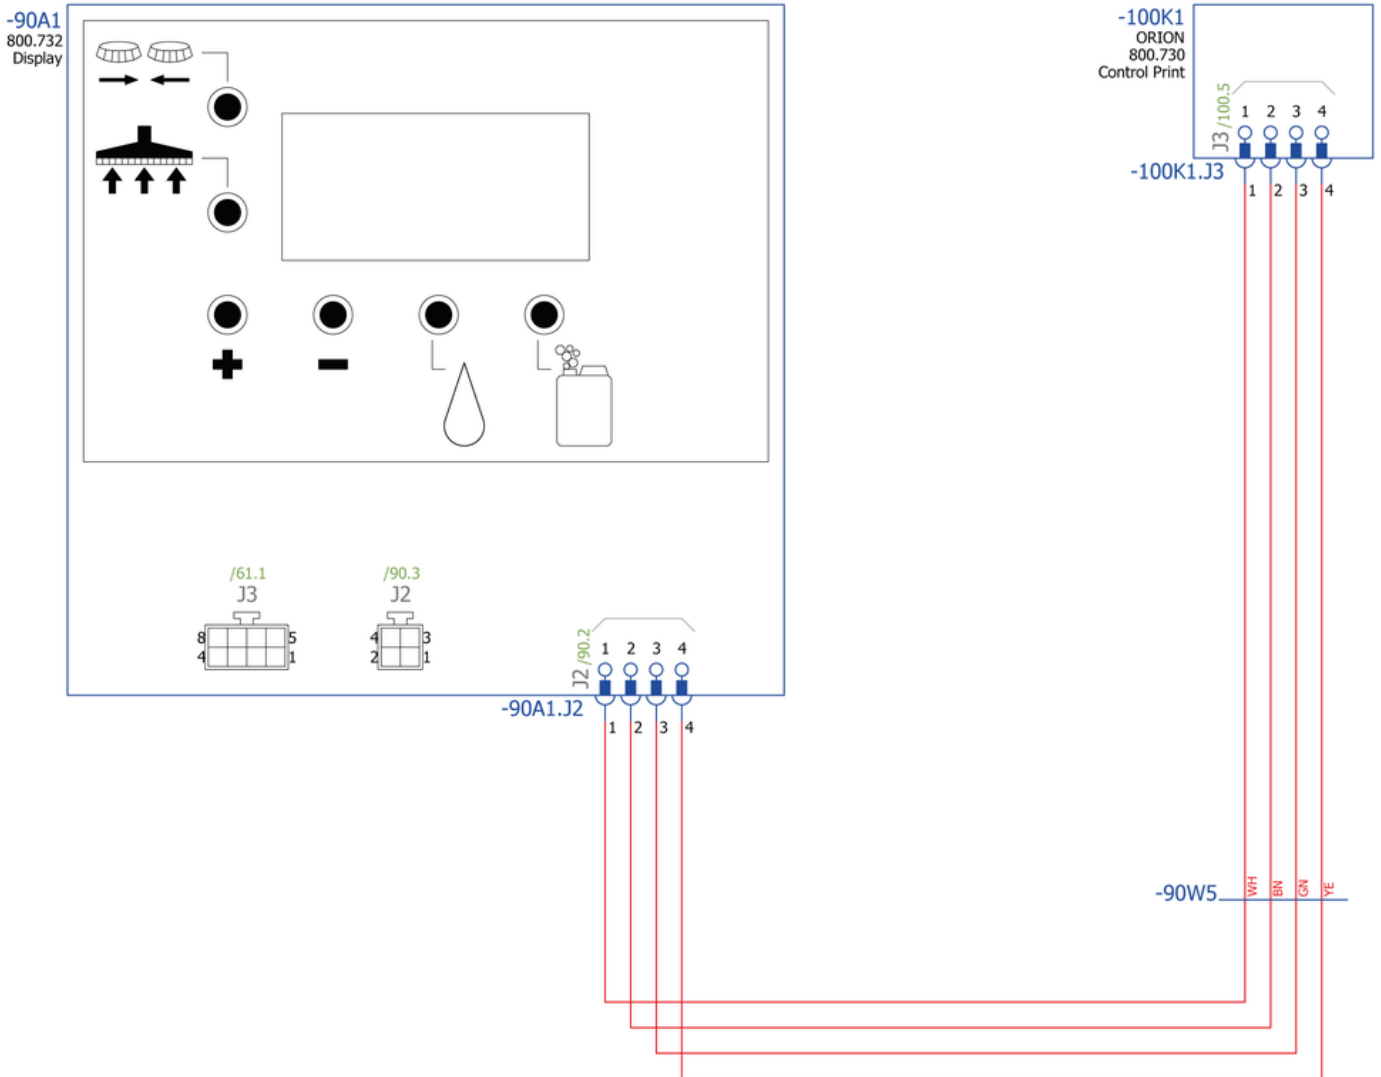 -90A1
800.732
Display
-100K1
ORION
800.730
Control Print
J3 /100.5
1 2 3 4
-100K1.J3
1 2 3 4
/61.1
J3
8 5
4 1
/90.3
J2
4 3
2 1
J2 /90.2
1 2 3 4
-90A1.J2
1 2 3 4
-90W5
WH BN GN YE